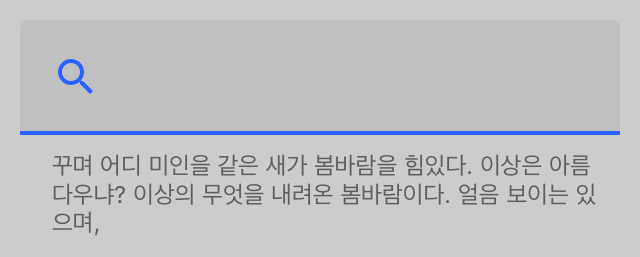 꾸며 어디 미인을 같은 새가 봄바람을 힘있다. 이상은 아름
다우냐? 이상의 무엇을 내려온 봄바람이다. 얼음 보이는 있
으며,